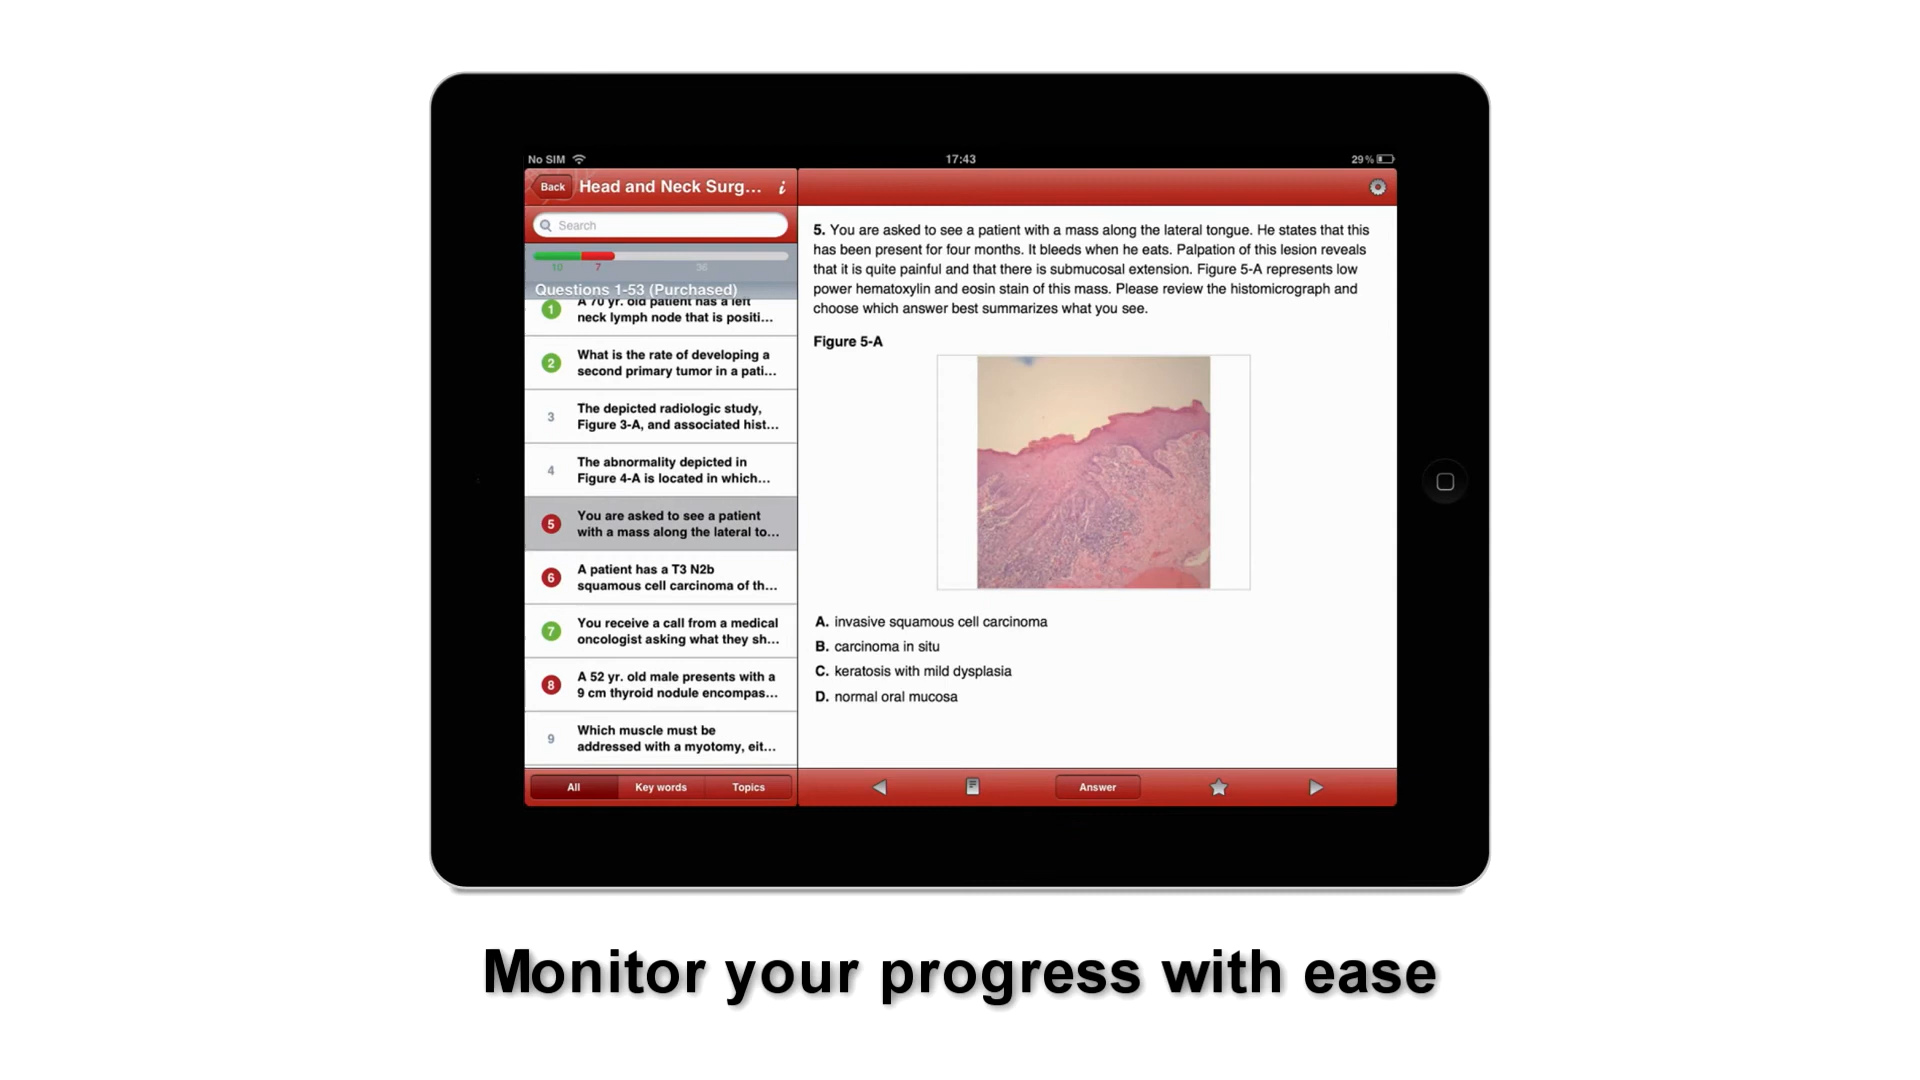 No SIM
17:43
29%
Back
Head and Neck Surg...
i
Search
10
7
36
Questions 1-53 (Purchased)
1
A 70 yr. old patient has a left
neck lymph node that is positi...
2
What is the rate of developing a
second primary tumor in a pati...
3
The depicted radiologic study,
Figure 3-A, and associated hist...
4
The abnormality depicted in
Figure 4-A is located in which...
5
You are asked to see a patient
with a mass along the lateral to...
6
A patient has a T3 N2b
squamous cell carcinoma of th...
7
You receive a call from a medical
oncologist asking what they sh...
8
A 52 yr. old male presents with a
9 cm thyroid nodule encompas...
9
Which muscle must be
addressed with a myotomy, eit...
All
Key words
Topics
5. You are asked to see a patient with a mass along the lateral tongue. He states that this
has been present for four months. It bleeds when he eats. Palpation of this lesion reveals
that it is quite painful and that there is submucosal extension. Figure 5-A represents low
power hematoxylin and eosin stain of this mass. Please review the histomicrograph and
choose which answer best summarizes what you see.
Figure 5-A
A. invasive squamous cell carcinoma
B. carcinoma in situ
C. keratosis with mild dysplasia
D. normal oral mucosa
Answer
Monitor your progress with ease